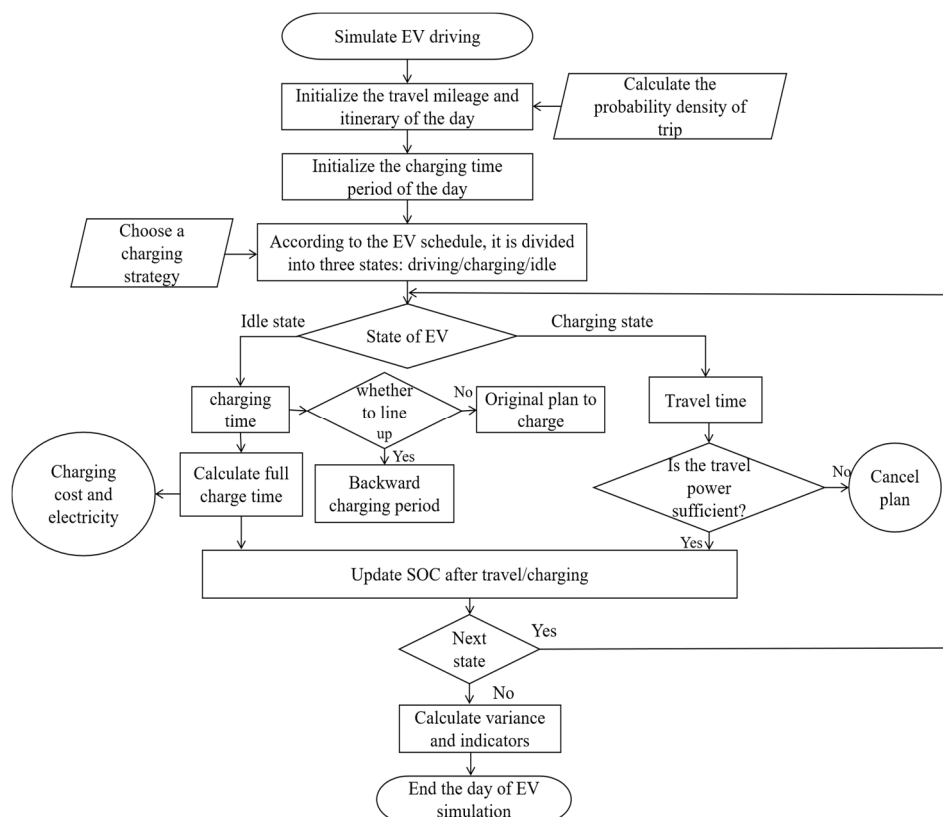 Simulate EV driving
Initialize the travel mileage and
itinerary of the day
Calculate the
probability density of
trip
Initialize the charging time
period of the day
Choose a
charging
strategy
According to the EV schedule, it is divided
into three states: driving/charging/idle
Idle state
State of EV
Charging state
charging
time
whether
to line
up
No
Original plan to
charge
Travel time
Yes
Charging
cost and
electricity
Calculate full
charge time
Backward
charging period
Is the travel
power
sufficient?
No
Cancel
plan
Yes
Update SOC after travel/charging
Next
state
Yes
No
Calculate variance
and indicators
End the day of EV
simulation